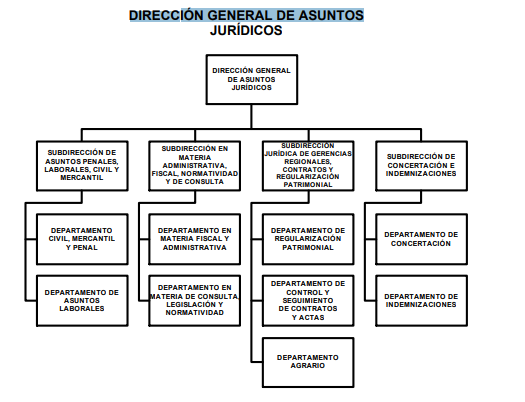 DIRECCIÓN GENERAL DE ASUNTOS
JURÍDICOS
DIRECCIÓN GENERAL
DE ASUNTOS
JURÍDICOS
SUBDIRECCIÓN DE
ASUNTOS PENALES,
LABORALES, CIVIL Y
MERCANTIL
SUBDIRECCIÓN EN
MATERIA
ADMINISTRATIVA,
FISCAL, NORMATIVIDAD
Y DE CONSULTA
SUBDIRECCIÓN
JURÍDICA DE GERENCIAS
REGIONALES,
CONTRATOS Y
REGULARIZACIÓN
PATRIMONIAL
SUBDIRECCIÓN DE
CONCERTACIÓN E
INDEMNIZACIONES
DEPARTAMENTO
CIVIL, MERCANTIL
Y PENAL
DEPARTAMENTO EN
MATERIA FISCAL Y
ADMINISTRATIVA
DEPARTAMENTO DE
REGULARIZACIÓN
PATRIMONIAL
DEPARTAMENTO DE
CONCERTACIÓN
DEPARTAMENTO DE
ASUNTOS
LABORALES
DEPARTAMENTO EN
MATERIA DE CONSULTA,
LEGISLACIÓN Y
NORMATIVIDAD
DEPARTAMENTO DE
CONTROL Y
SEGUIMIENTO
DE CONTRATOS
Y ACTAS
DEPARTAMENTO DE
INDEMNIZACIONES
DEPARTAMENTO
AGRARIO